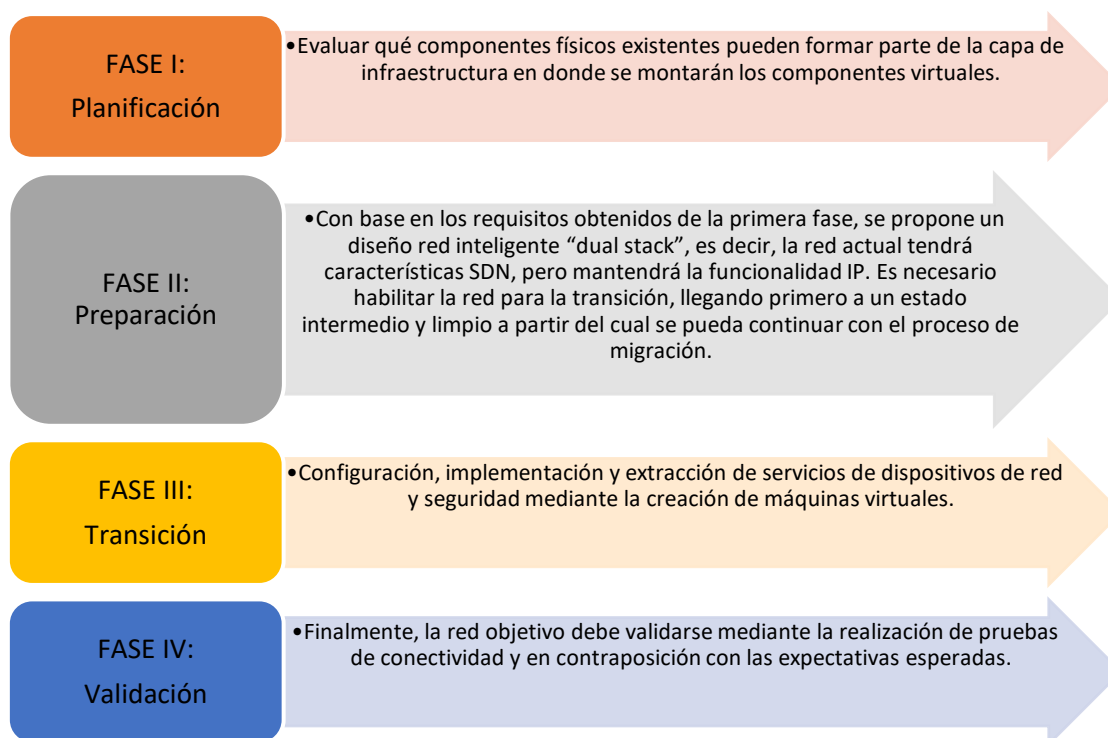 FASE I:
Planificación
•Evaluar qué componentes físicos existentes pueden formar parte de la capa de
infraestructura en donde se montarán los componentes virtuales.
FASE II:
Preparación
•Con base en los requisitos obtenidos de la primera fase, se propone un
diseño red inteligente “dual stack”, es decir, la red actual tendrá
características SDN, pero mantendrá la funcionalidad IP. Es necesario
habilitar la red para la transición, llegando primero a un estado
intermedio y limpio a partir del cual se pueda continuar con el proceso de
migración.
FASE III:
Transición
•Configuración, implementación y extracción de servicios de dispositivos de red
y seguridad mediante la creación de máquinas virtuales.
FASE IV:
Validación
•Finalmente, la red objetivo debe validarse mediante la realización de pruebas
de conectividad y en contraposición con las expectativas esperadas.